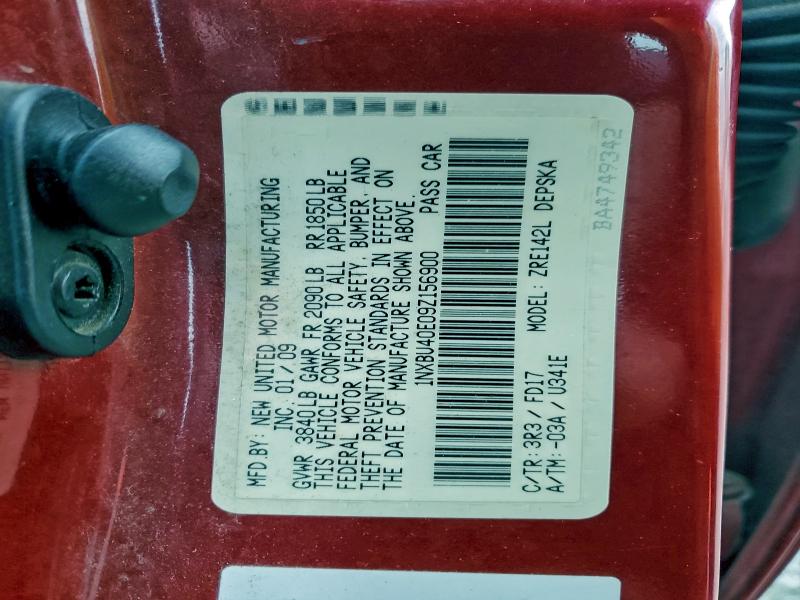 MFD.BY: NEW UNITED MOTOR MANUFACTURING
INC. 01/09
GVWR 3840LB GAWR FR 2090LB RR1850LB
THIS VEHICLE CONFORMS TO ALL APPLICABLE
FEDERAL MOTOR VEHICLE SAFETY, BUMPER, AND
THEFT PREVENTION STANDARDS IN EFFECT ON
THE DATE OF MANUFACTURE SHOWN ABOVE.
1NXBU40E09Z156900 PASS CAR
C/TR: 3R3 / FD17 MODEL: ZRE142L DEPSKA
A/TM: -03A / U341E
BA4749342